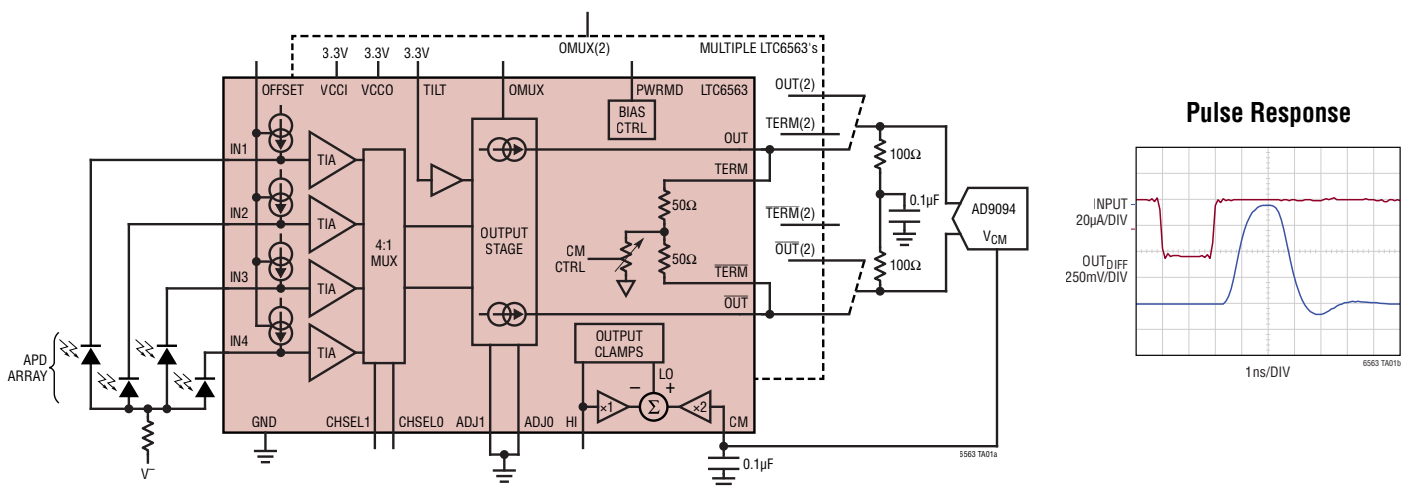 OMUX(2)
MULTIPLE LTC6563's
3.3V 3.3V 3.3V
OFFSET VCCI VCCO TILT OMUX PWRMD LTC6563
BIAS
CTRL
OUT(2)
TERM(2)
OUT
TERM
IN1
TIA
IN2
TIA
IN3
TIA
IN4
TIA
4:1
MUX
OUTPUT
STAGE
50Ω
50Ω
CM
CTRL
TERM(2)
OUT(2)
TERM
OUT
100Ω
0.1µF
100Ω
AD9094
VCM
OUTPUT
CLAMPS
LO
– +
×1 Σ ×2
APD
ARRAY
V–
GND CHSEL1 CHSEL0 ADJ1 ADJ0 HI CM
0.1µF
6563 TA01a
Pulse Response
INPUT
20µA/DIV
OUTDIFF
250mV/DIV
1ns/DIV
6563 TA01b